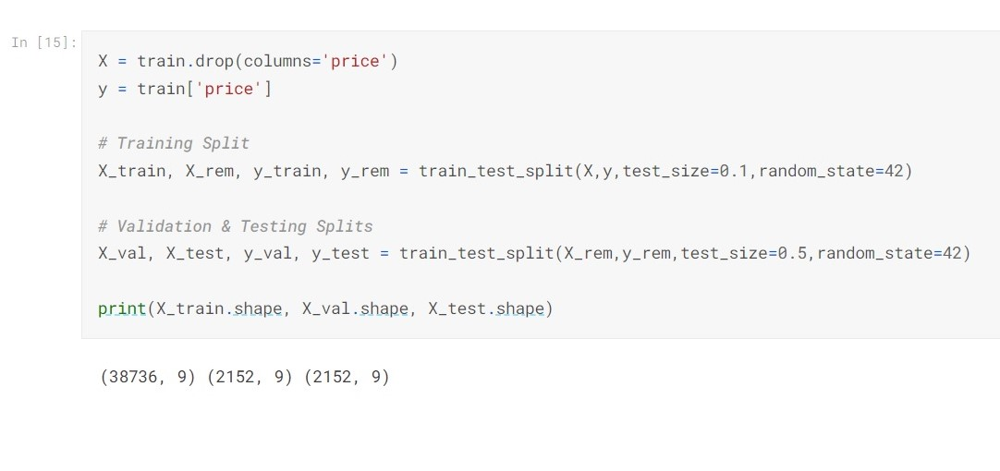 In [15]:
X = train.drop(columns='price')
y = train['price']
# Training Split
X_train, X_rem, y_train, y_rem = train_test_split(X,y,test_size=0.1,random_state=42)
# Validation & Testing Splits
X_val, X_test, y_val, y_test = train_test_split(X_rem,y_rem,test_size=0.5,random_state=42)
print(X_train.shape, X_val.shape, X_test.shape)
(38736, 9) (2152, 9) (2152, 9)